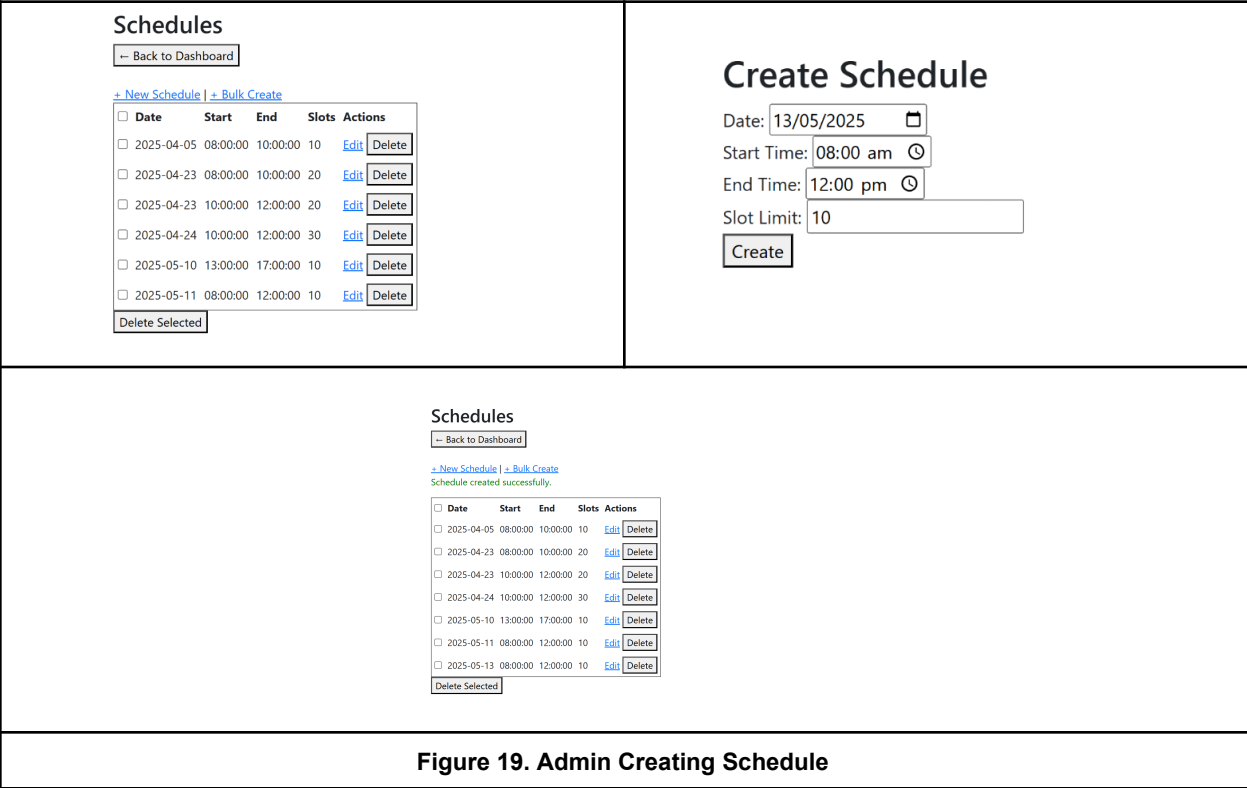 Schedules
← Back to Dashboard
+ New Schedule | + Bulk Create
Date Start End Slots Actions
2025-04-05 08:00:00 10:00:00 10 Edit Delete
2025-04-23 08:00:00 10:00:00 20 Edit Delete
2025-04-23 10:00:00 12:00:00 20 Edit Delete
2025-04-24 10:00:00 12:00:00 30 Edit Delete
2025-05-10 13:00:00 17:00:00 10 Edit Delete
2025-05-11 08:00:00 12:00:00 10 Edit Delete
Delete Selected
Create Schedule
Date: 13/05/2025
Start Time: 08:00 am
End Time: 12:00 pm
Slot Limit: 10
Create
Schedules
← Back to Dashboard
+ New Schedule | + Bulk Create
Schedule created successfully.
Date Start End Slots Actions
2025-04-05 08:00:00 10:00:00 10 Edit Delete
2025-04-23 08:00:00 10:00:00 20 Edit Delete
2025-04-23 10:00:00 12:00:00 20 Edit Delete
2025-04-24 10:00:00 12:00:00 30 Edit Delete
2025-05-10 13:00:00 17:00:00 10 Edit Delete
2025-05-11 08:00:00 12:00:00 10 Edit Delete
2025-05-13 08:00:00 12:00:00 10 Edit Delete
Delete Selected
Figure 19. Admin Creating Schedule